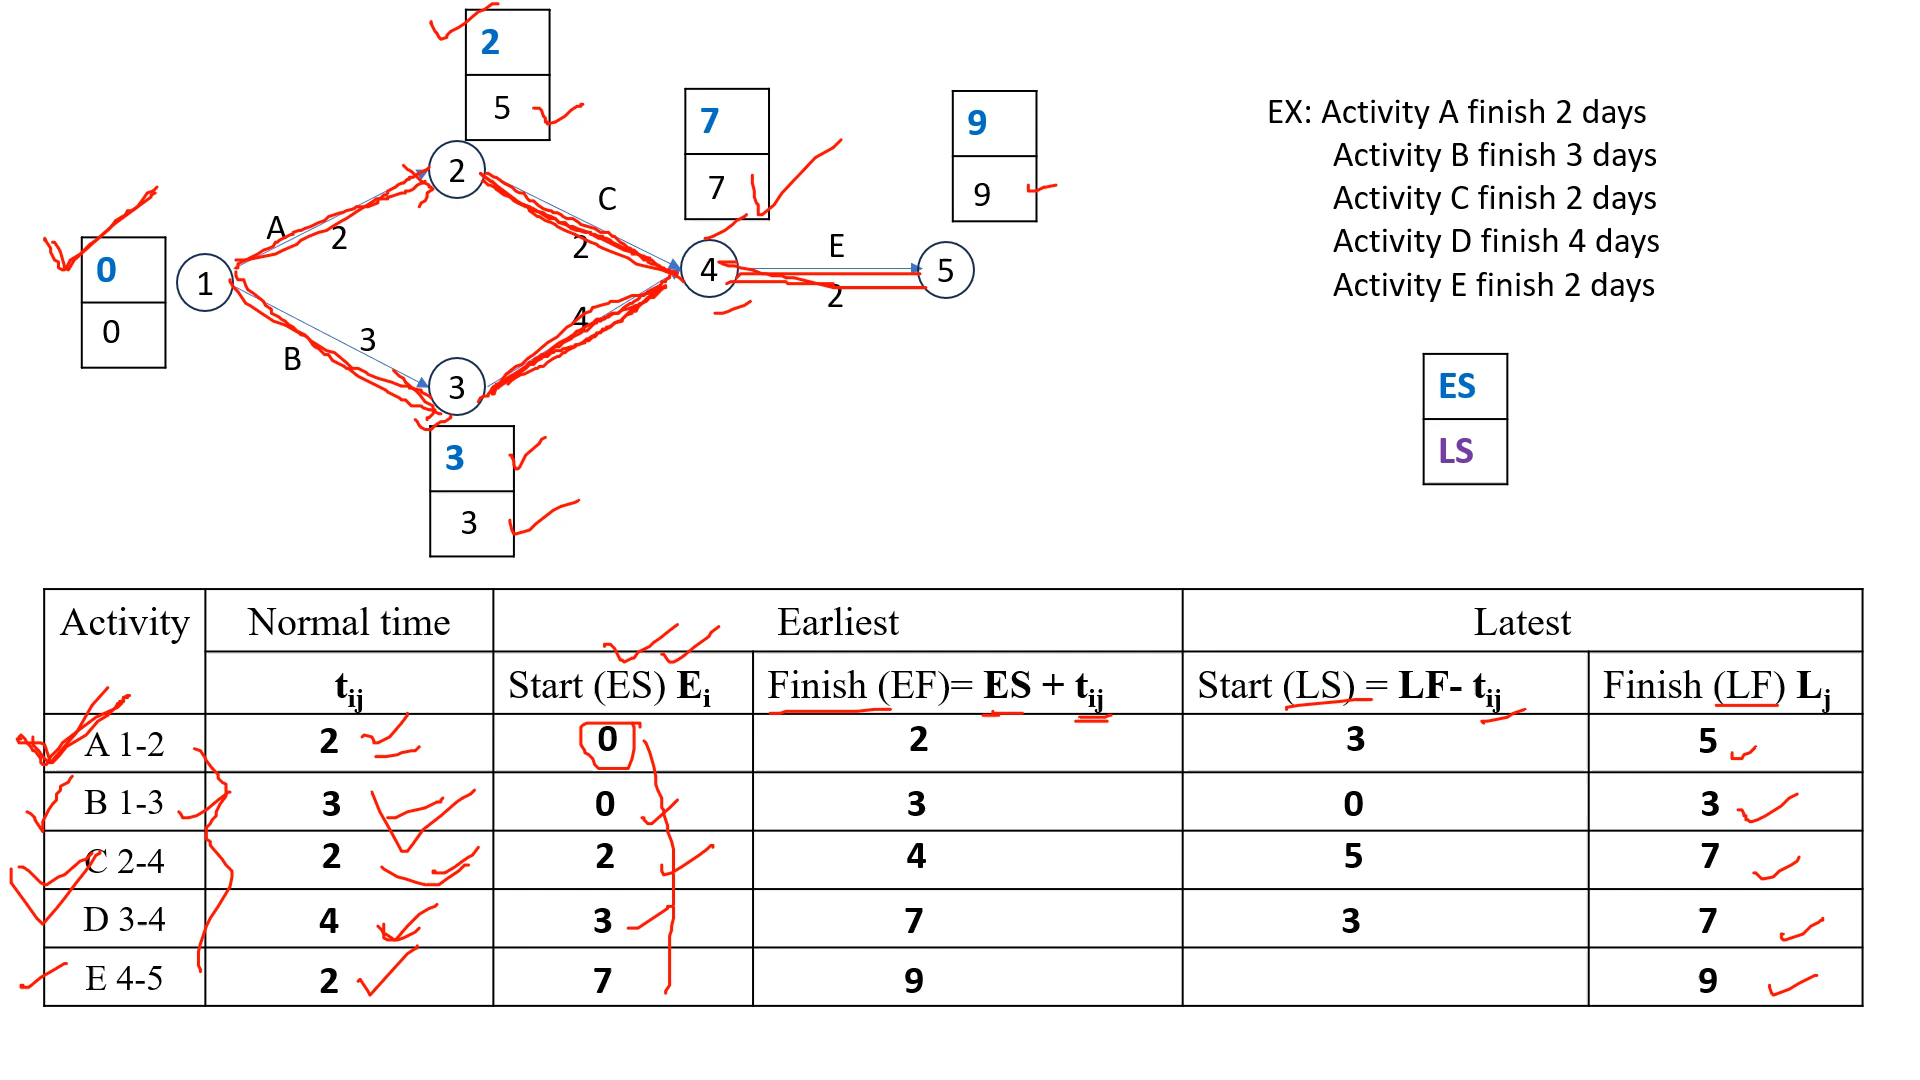 2
5
7
7
9
9
EX: Activity A finish 2 days
Activity B finish 3 days
Activity C finish 2 days
Activity D finish 4 days
Activity E finish 2 days
0
0
1
A
2
2
C
2
4
E
2
5
B
3
3
4
3
3
ES
LS
Activity Normal time Earliest Latest
tij Start (ES) Ei Finish (EF)= ES + tij Start (LS) = LF- tij Finish (LF) Lj
A 1-2 2 0 2 3 5
B 1-3 3 0 3 0 3
C 2-4 2 2 4 5 7
D 3-4 4 3 7 3 7
E 4-5 2 7 9 9